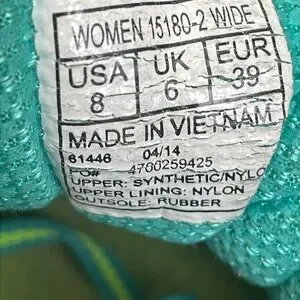 WOMEN 15180-2 WIDE
USA UK EUR
8 6 39
MADE IN VIETNAM
61446 04/14
PO# 4700259425
UPPER: SYNTHETIC/NYLO
UPPER LINING: NYLON
OUTSOLE: RUBBER